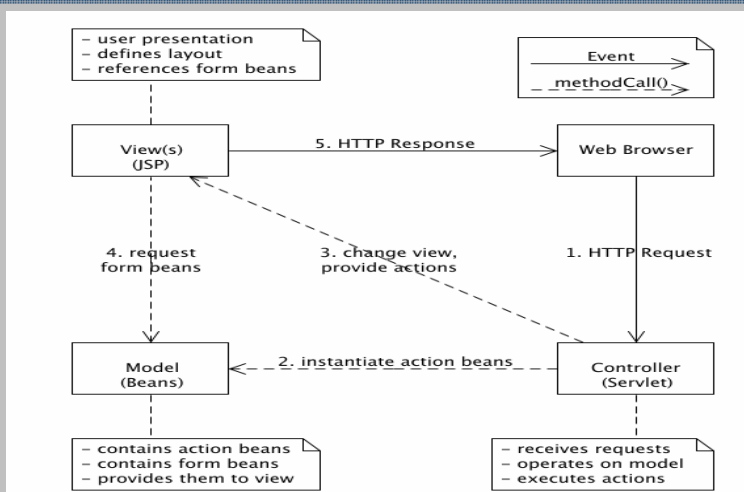 - user presentation
- defines layout
- references form beans
Event
methodCall()
View(s)
(JSP)
5. HTTP Response
Web Browser
4. request
form beans
3. change view,
provide actions
1. HTTP Request
Model
(Beans)
2. instantiate action beans
Controller
(Servlet)
- contains action beans
- contains form beans
- provides them to view
- receives requests
- operates on model
- executes actions